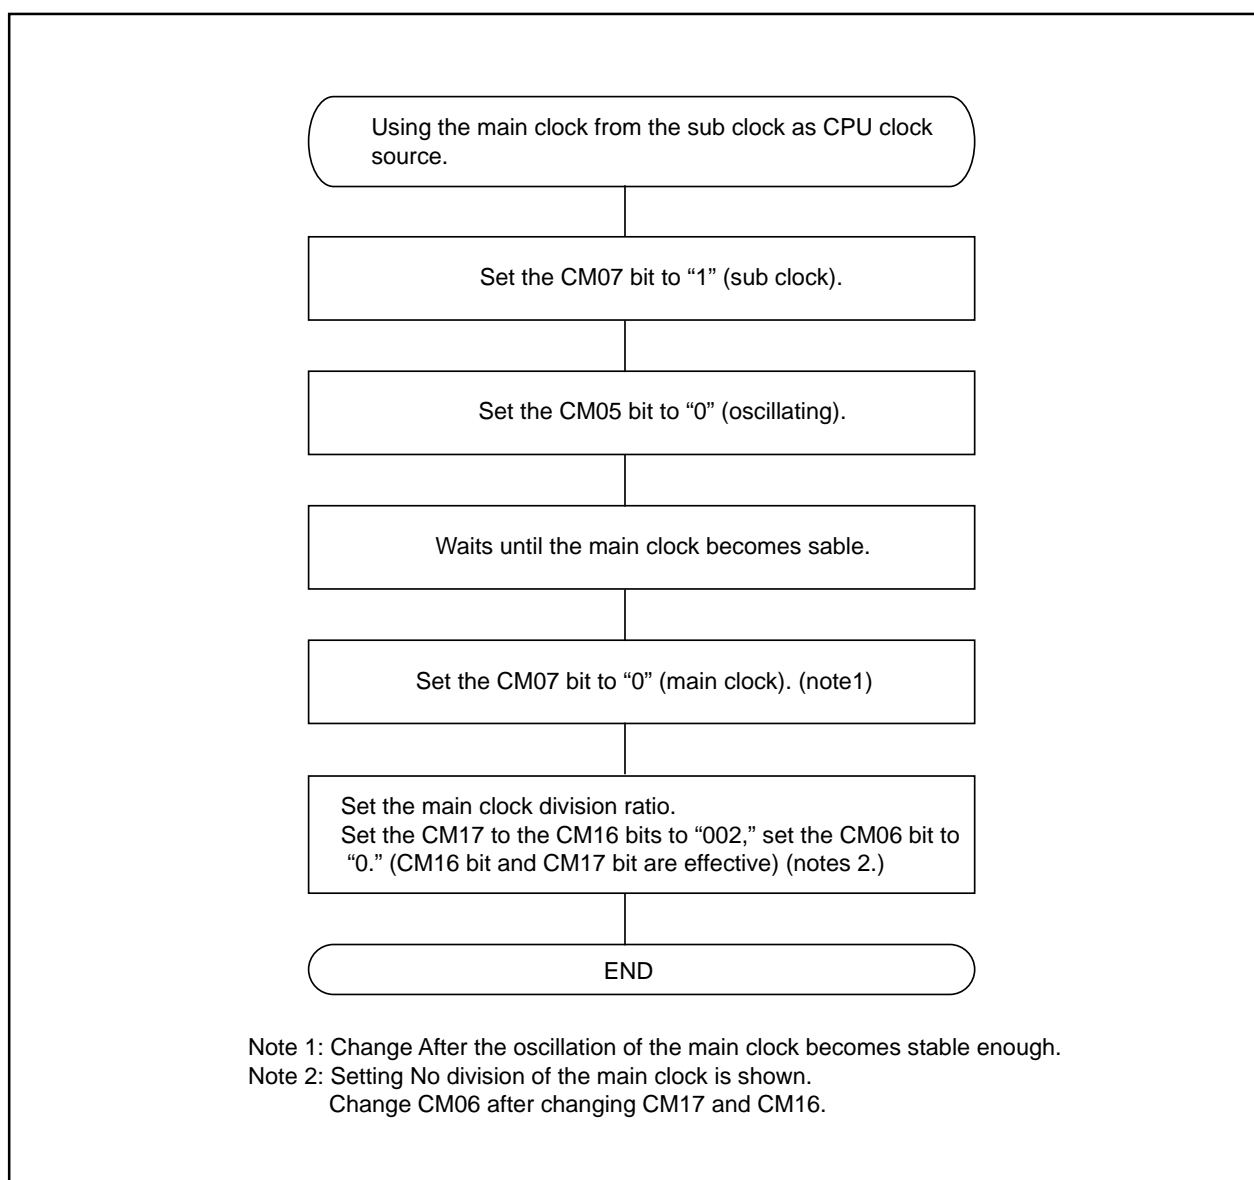 Using the main clock from the sub clock as CPU clock
source.
Set the CM07 bit to “1” (sub clock).
Set the CM05 bit to “0” (oscillating).
Waits until the main clock becomes sable.
Set the CM07 bit to “0” (main clock). (note1)
Set the main clock division ratio.
Set the CM17 to the CM16 bits to “002,” set the CM06 bit to
“0.” (CM16 bit and CM17 bit are effective) (notes 2.)
END
Note 1: Change After the oscillation of the main clock becomes stable enough.
Note 2: Setting No division of the main clock is shown.
Change CM06 after changing CM17 and CM16.